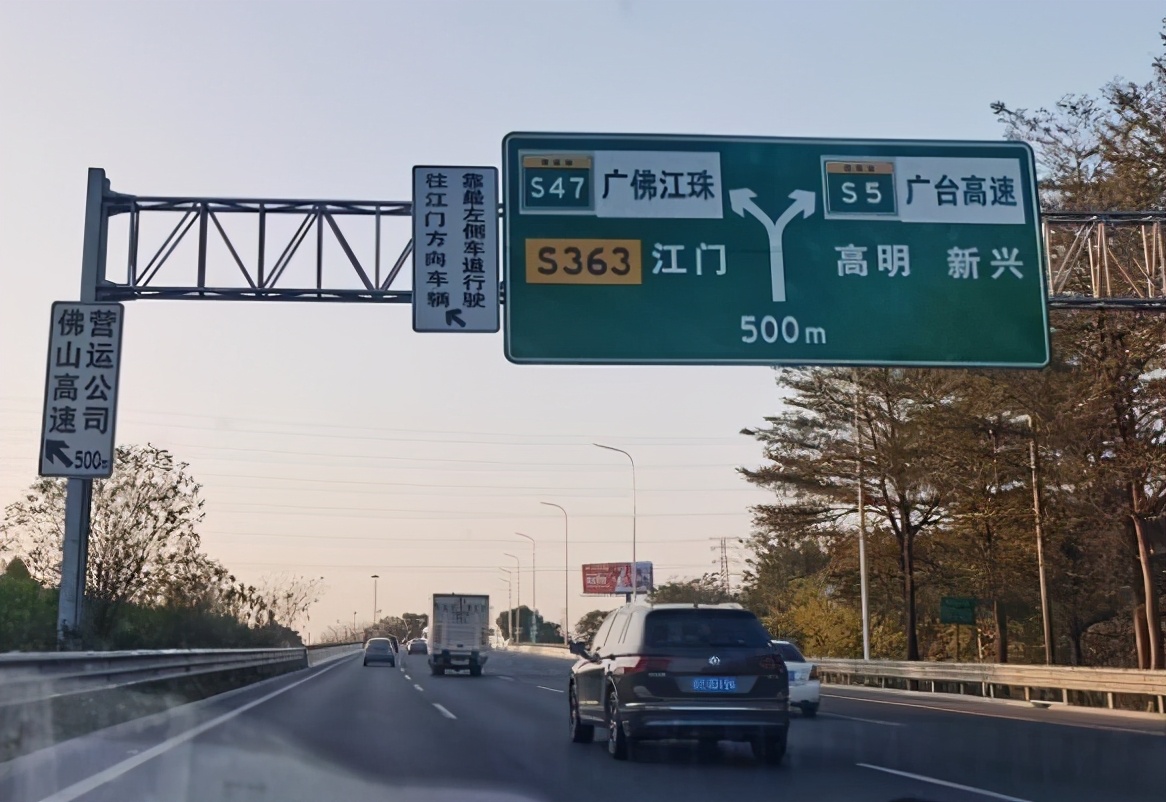 佛山高速
营运公司
500m
往江门方向车辆
靠最左侧车道行驶
S47 广佛江珠
S5 广台高速
S363 江门
高明 新兴
500m